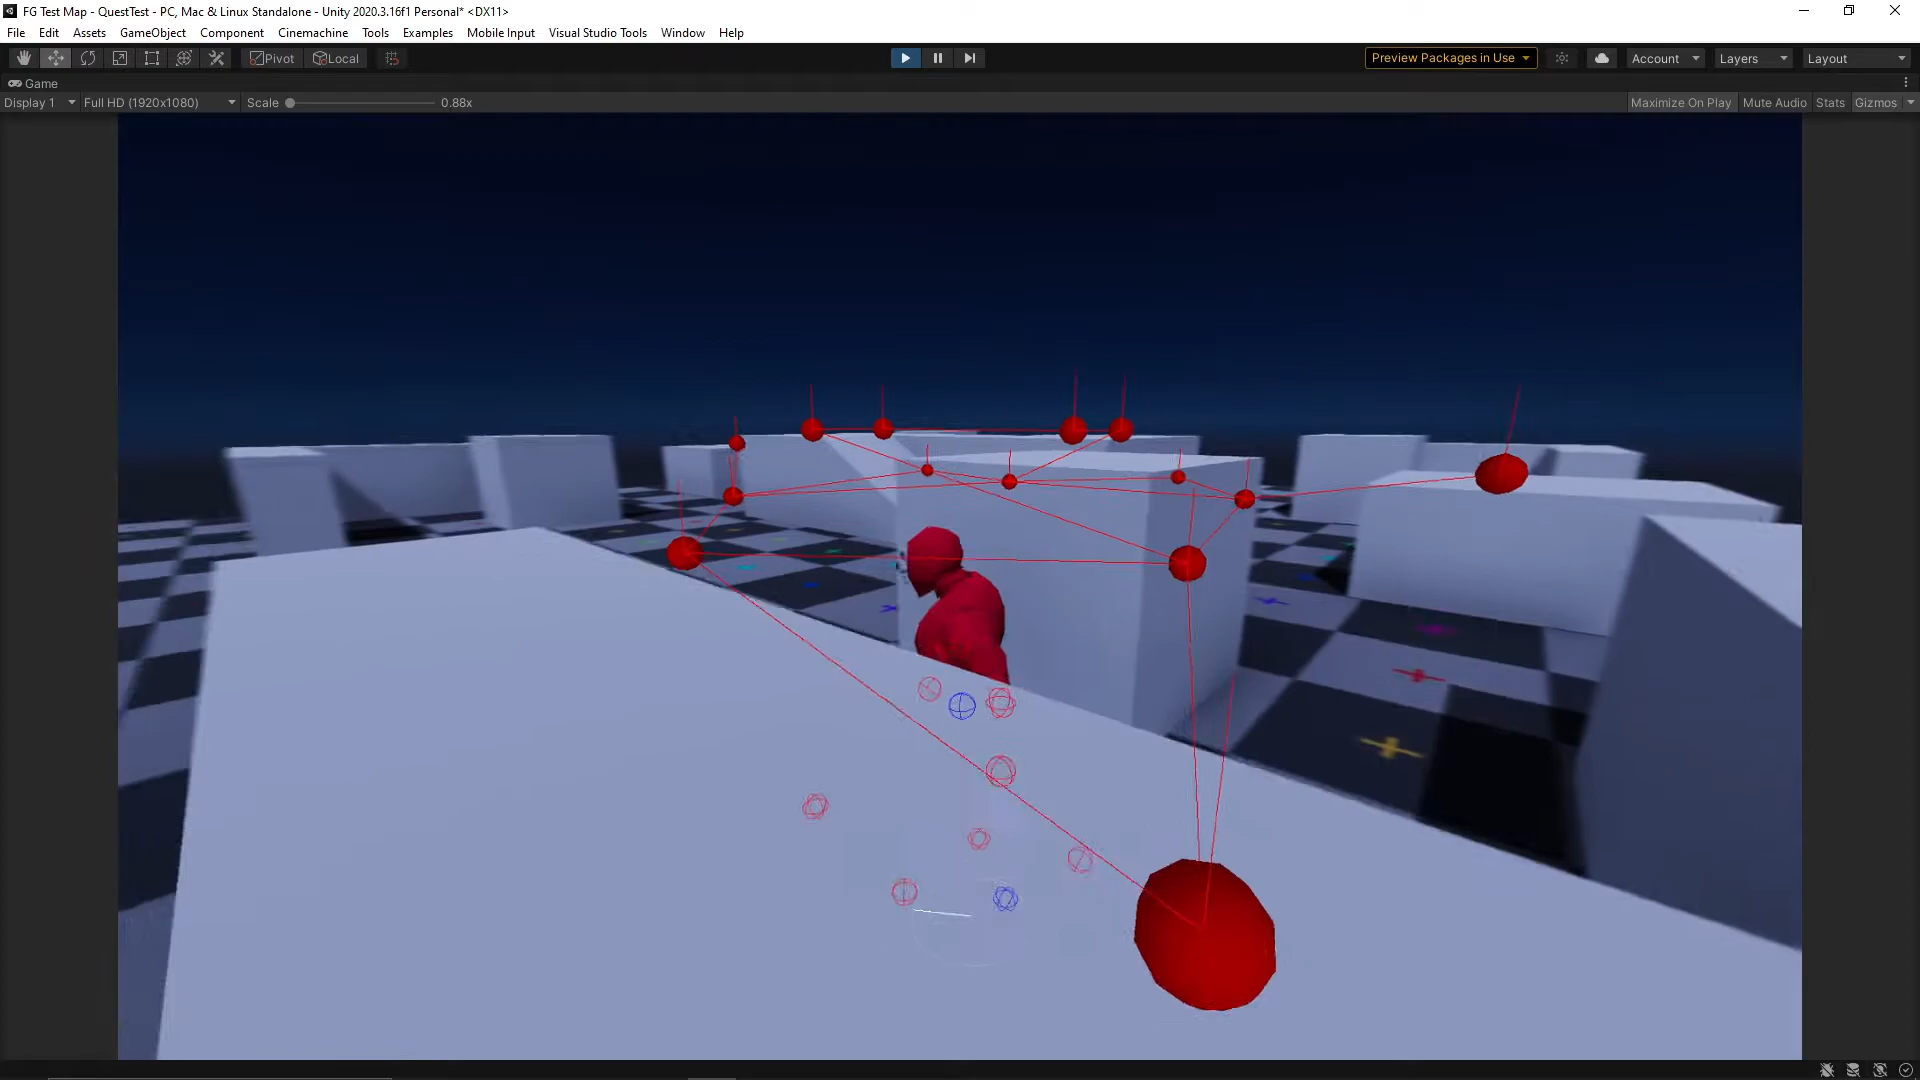 FG Test Map - QuestTest - PC, Mac & Linux Standalone - Unity 2020.3.16f1 Personal* <DX11>
File Edit Assets GameObject Component Cinemachine Tools Examples Mobile Input Visual Studio Tools Window Help
Pivot Local Preview Packages in Use Account Layers Layout
Game
Display 1 Full HD (1920x1080) Scale 0.88x Maximize On Play Mute Audio Stats Gizmos